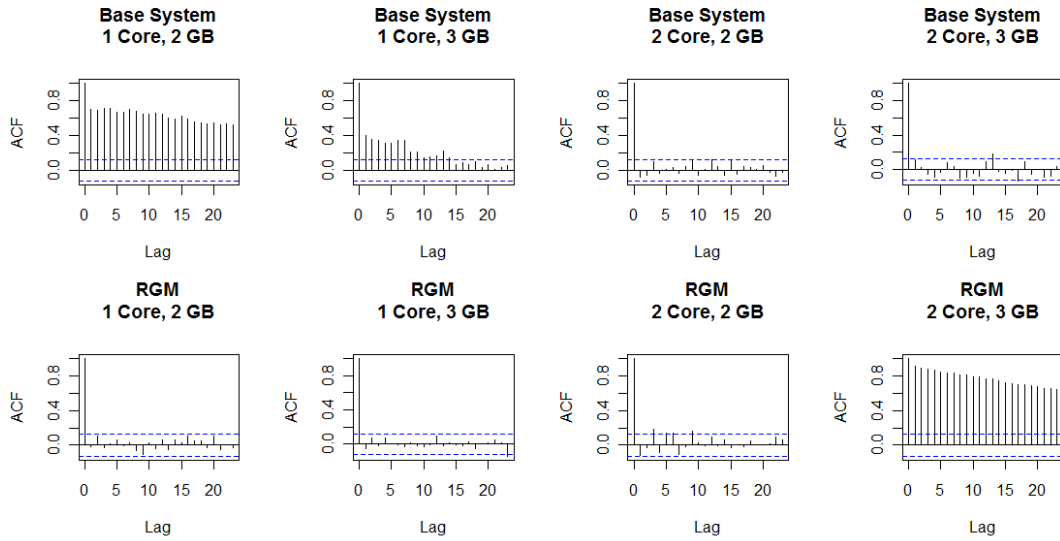 Base System
1 Core, 2 GB
ACF
0.0 0.4 0.8
0 5 10 15 20
Lag
Base System
1 Core, 3 GB
ACF
0.0 0.4 0.8
0 5 10 15 20
Lag
Base System
2 Core, 2 GB
ACF
0.0 0.4 0.8
0 5 10 15 20
Lag
Base System
2 Core, 3 GB
ACF
0.0 0.4 0.8
0 5 10 15 20
Lag
RGM
1 Core, 2 GB
ACF
0.0 0.4 0.8
0 5 10 15 20
Lag
RGM
1 Core, 3 GB
ACF
0.0 0.4 0.8
0 5 10 15 20
Lag
RGM
2 Core, 2 GB
ACF
0.0 0.4 0.8
0 5 10 15 20
Lag
RGM
2 Core, 3 GB
ACF
0.0 0.4 0.8
0 5 10 15 20
Lag